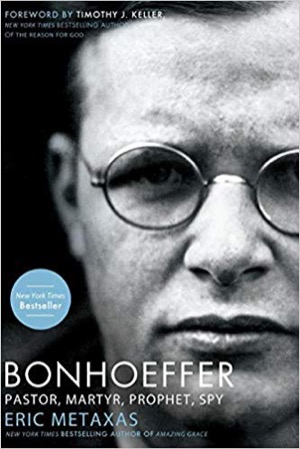 FOREWORD BY TIMOTHY J. KELLER,
NEW YORK TIMES BESTSELLING AUTHOR
OF THE REASON FOR GOD
New York Times
Bestseller
BONHOEFFER
PASTOR, MARTYR, PROPHET, SPY
ERIC METAXAS
NEW YORK TIMES BESTSELLING AUTHOR OF AMAZING GRACE